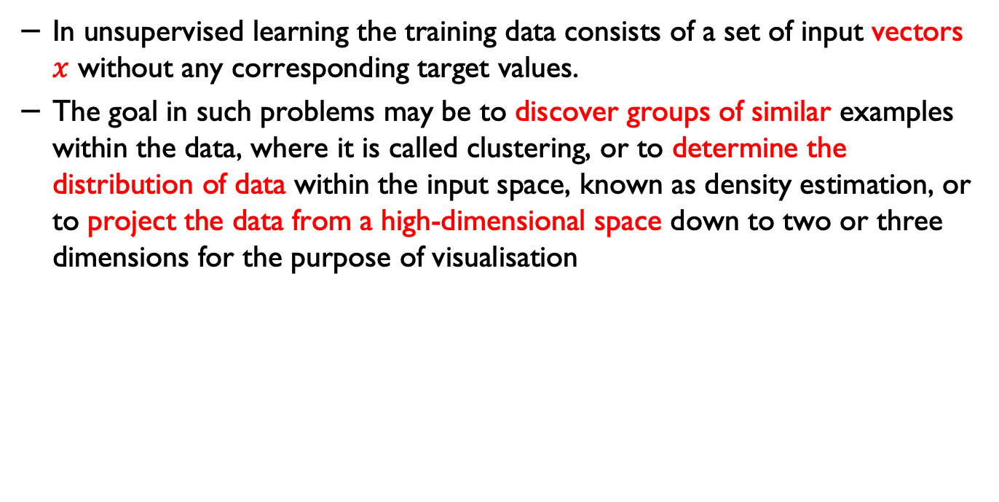 – In unsupervised learning the training data consists of a set of input vectors
x without any corresponding target values.
– The goal in such problems may be to discover groups of similar examples
within the data, where it is called clustering, or to determine the
distribution of data within the input space, known as density estimation, or
to project the data from a high-dimensional space down to two or three
dimensions for the purpose of visualisation